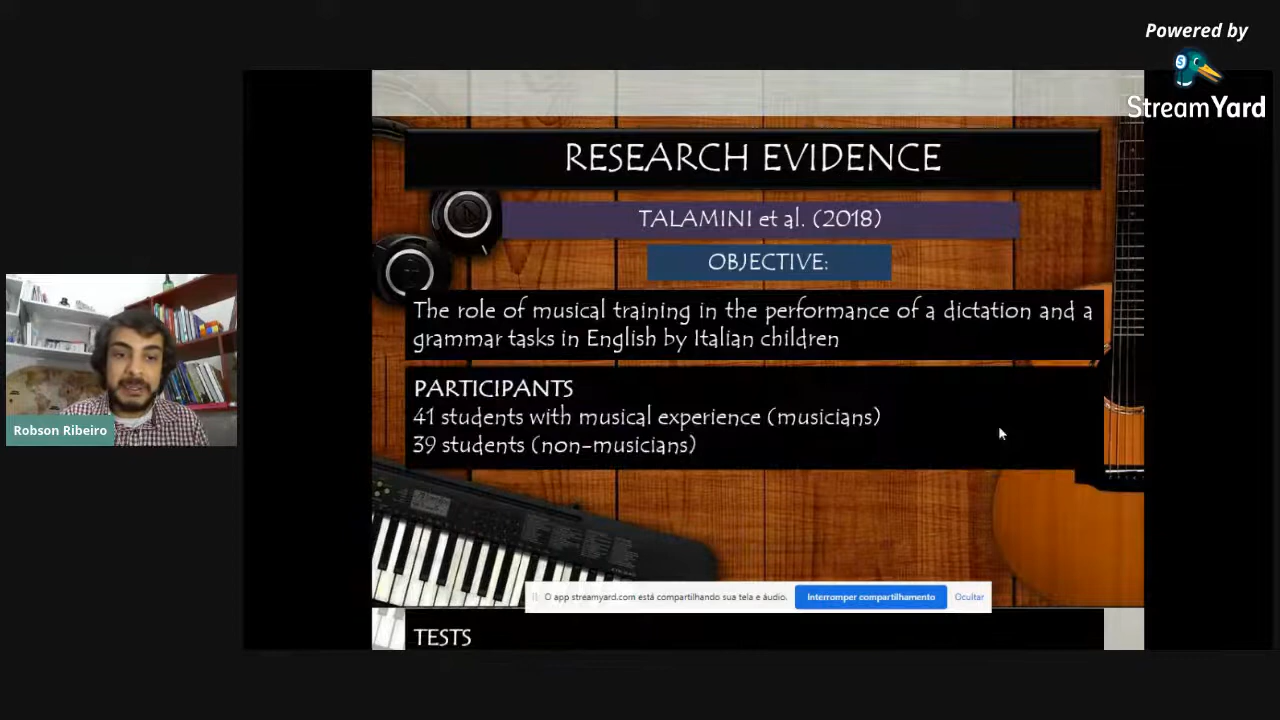 Powered by
StreamYard
RESEARCH EVIDENCE
TALAMINI et al. (2018)
OBJECTIVE:
The role of musical training in the performance of a dictation and a
grammar tasks in English by Italian children
PARTICIPANTS
41 students with musical experience (musicians)
39 students (non-musicians)
Robson Ribeiro
O app streamyard.com está compartilhando sua tela e áudio.
Interromper compartilhamento
Ocultar
TESTS